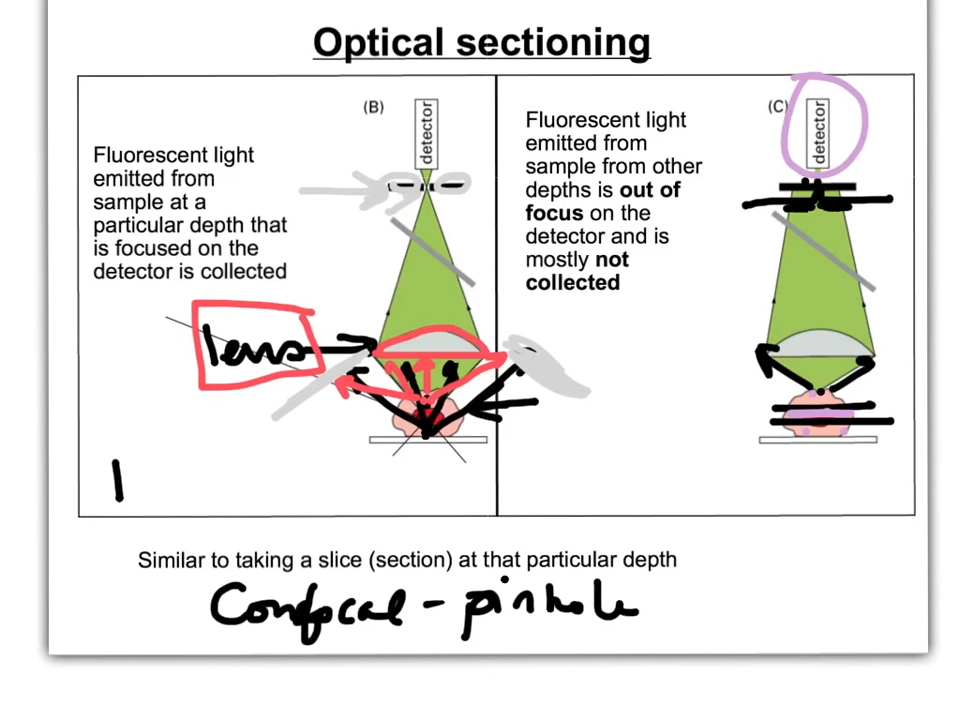 Optical sectioning
(B)
detector
Fluorescent light
emitted from
sample at a
particular depth that
is focused on the
detector is collected
lens
(C)
detector
Fluorescent light
emitted from
sample from other
depths is out of
focus on the
detector and is
mostly not
collected
Similar to taking a slice (section) at that particular depth
Confocal - pinhole